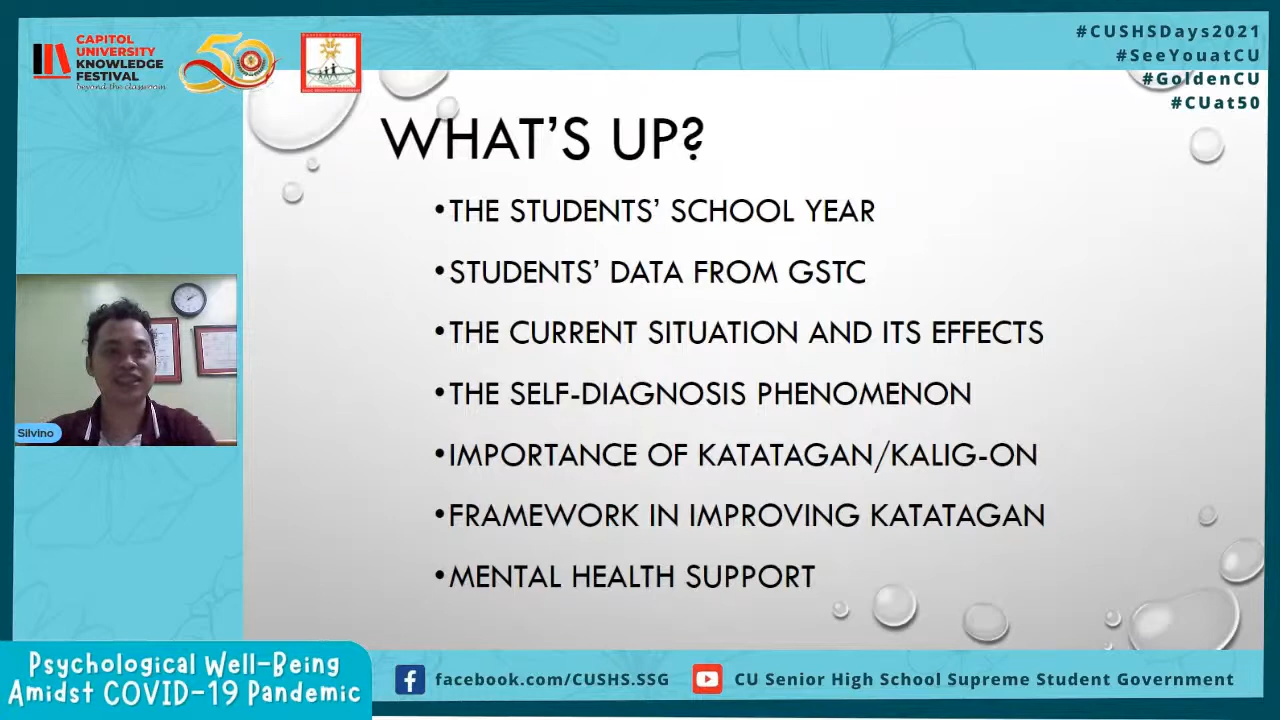 CAPITOL
UNIVERSITY
KNOWLEDGE
FESTIVAL
beyond the classroom
50
#CUSHSDays2021
#SeeYouatCU
#GoldenCU
#CUat50
WHAT'S UP?
•THE STUDENTS' SCHOOL YEAR
•STUDENTS' DATA FROM GSTC
•THE CURRENT SITUATION AND ITS EFFECTS
•THE SELF-DIAGNOSIS PHENOMENON
•IMPORTANCE OF KATATAGAN/KALIG-ON
•FRAMEWORK IN IMPROVING KATATAGAN
•MENTAL HEALTH SUPPORT
Silvino
Psychological Well-Being
Amidst COVID-19 Pandemic
facebook.com/CUSHS.SSG
CU Senior High School Supreme Student Government